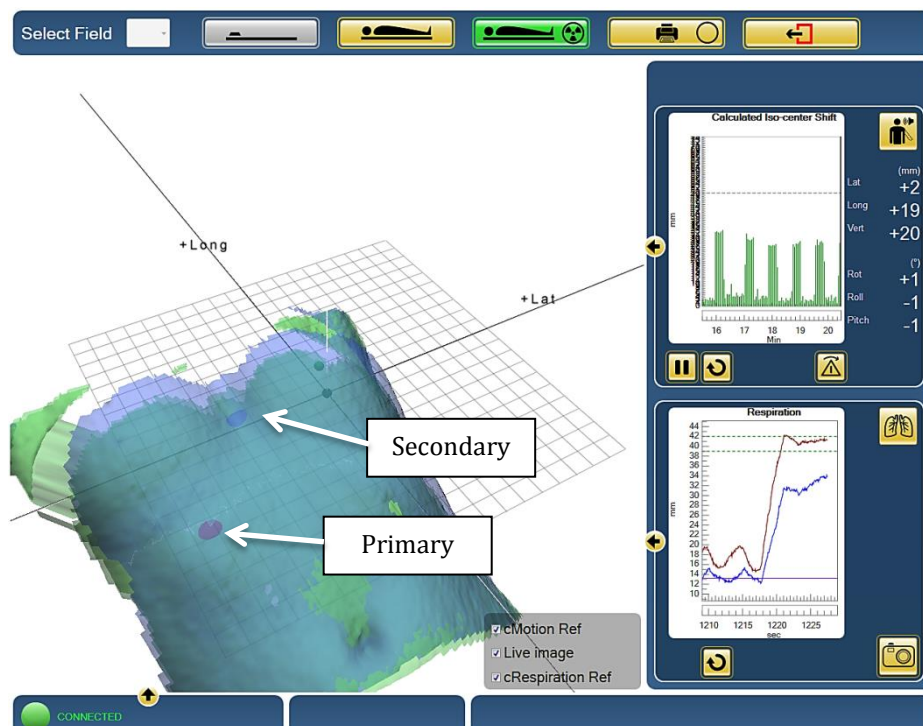 Select Field
+Long
+Lat
Secondary
Primary
cMotion Ref
Live image
cRespiration Ref
Calculated Iso-center Shift
mm
16 17 18 19 20
Min
(mm)
Lat +2
Long +19
Vert +20
(°)
Rot +1
Roll -1
Pitch -1
Respiration
44
42
40
38
36
34
32
30
28
26
24
22
20
18
16
14
12
10
mm
1210 1215 1220 1225
sec
CONNECTED